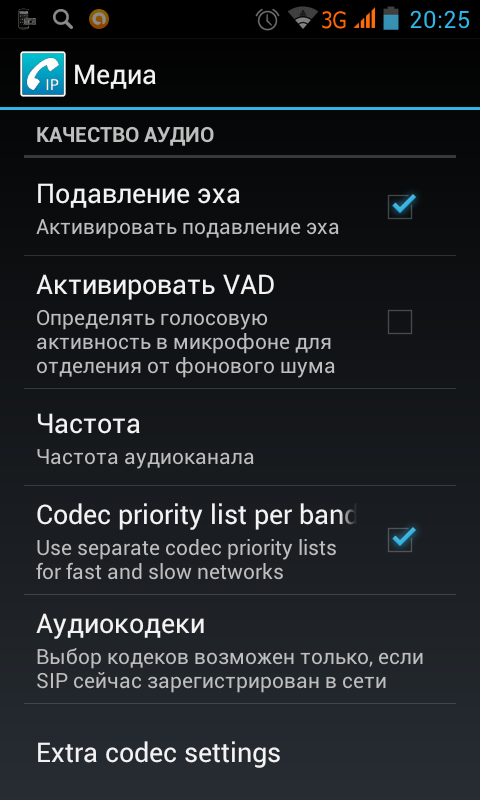 3G 20:25
IP Медиа
КАЧЕСТВО АУДИО
Подавление эха
Активировать подавление эха
Активировать VAD
Определять голосовую
активность в микрофоне для
отделения от фонового шума
Частота
Частота аудиоканала
Codec priority list per band
Use separate codec priority lists
for fast and slow networks
Аудиокодеки
Выбор кодеков возможен только, если
SIP сейчас зарегистрирован в сети
Extra codec settings